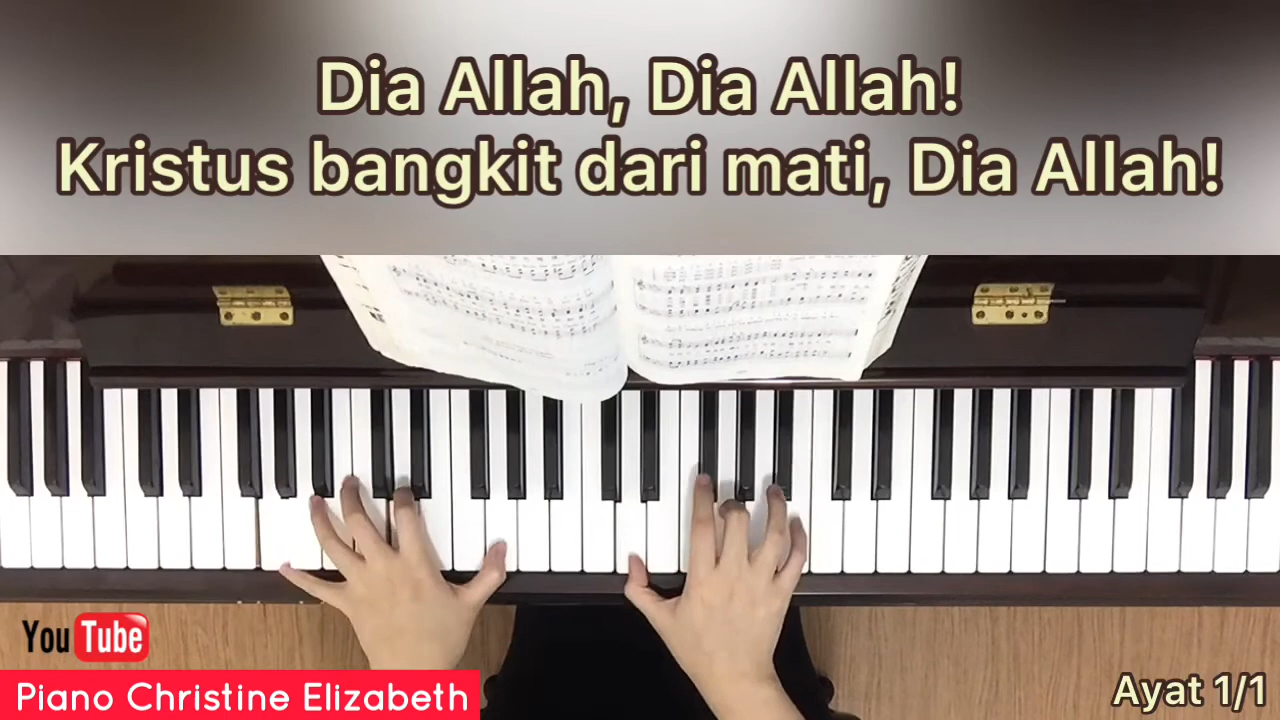 Dia Allah, Dia Allah!
Kristus bangkit dari mati, Dia Allah!
YouTube
Piano Christine Elizabeth
Ayat 1/1